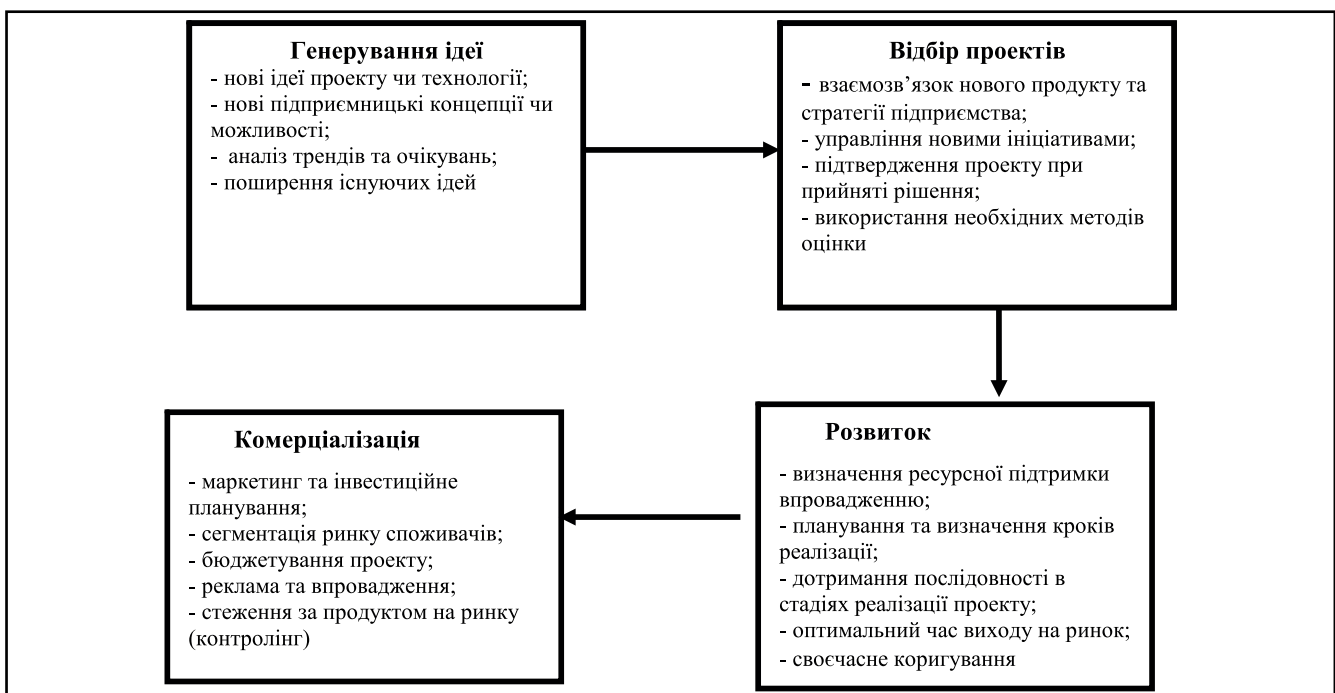 Генерування ідеї
- нові ідеї проекту чи технології;
- нові підприємницькі концепції чи
можливості;
- аналіз трендів та очікувань;
- поширення існуючих ідей
Відбір проектів
- взаємозв’язок нового продукту та
стратегії підприємства;
- управління новими ініціативами;
- підтвердження проекту при
прийняті рішення;
- використання необхідних методів
оцінки
Розвиток
- визначення ресурсної підтримки
впровадженню;
- планування та визначення кроків
реалізації;
- дотримання послідовності в
стадіях реалізації проекту;
- оптимальний час виходу на ринок;
- своєчасне коригування
Комерціалізація
- маркетинг та інвестиційне
планування;
- сегментація ринку споживачів;
- бюджетування проекту;
- реклама та впровадження;
- стеження за продуктом на ринку
(контролінг)